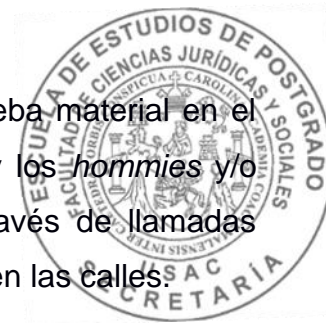 eba material en el
y los hommies y/o
avés de llamadas
en las calles.
ESCUELA DE ESTUDIOS DE POSTGRADO
FACULTAD DE CIENCIAS JURÍDICAS Y SOCIALES
USAC
SECRETARÍA